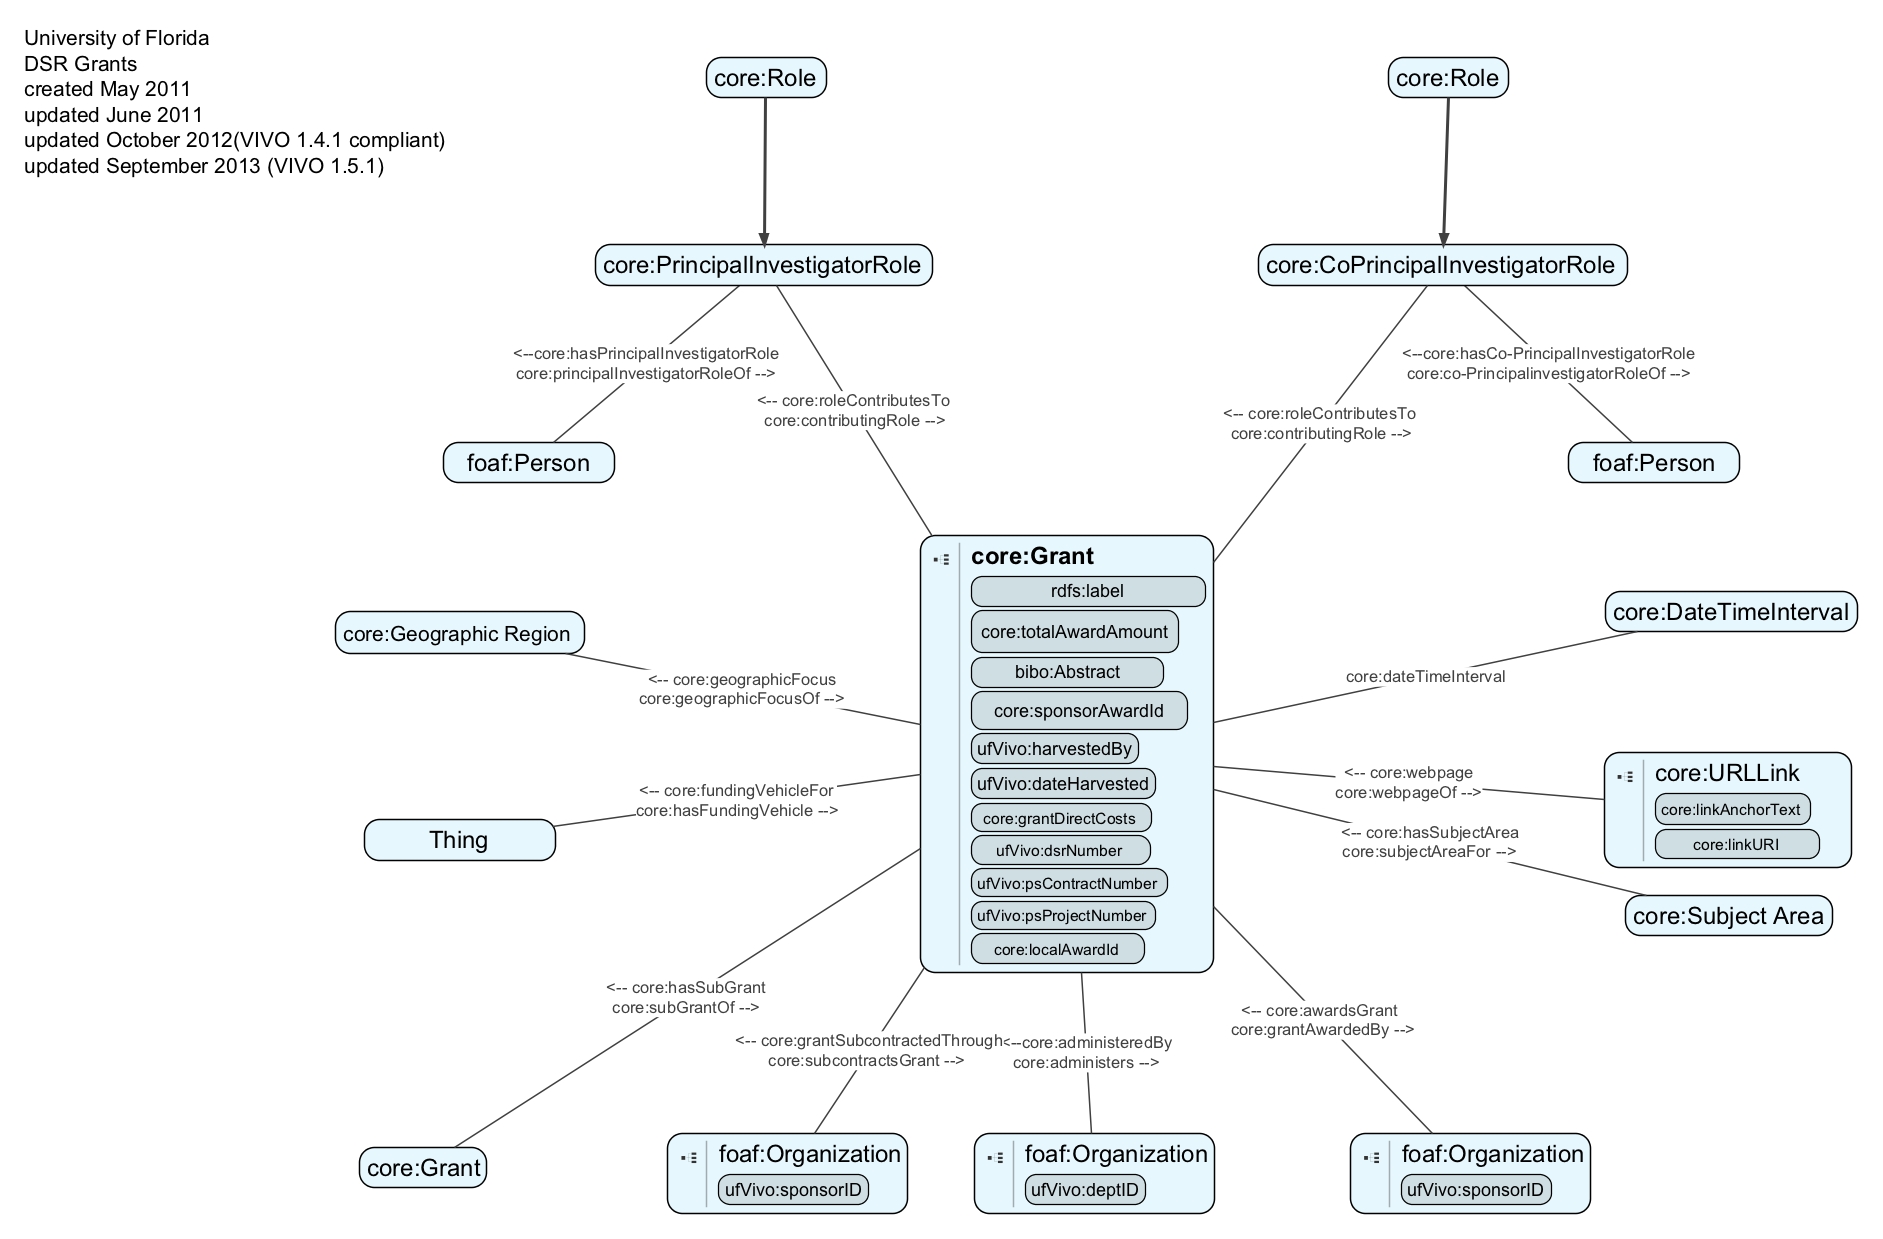 University of Florida
DSR Grants
created May 2011
updated June 2011
updated October 2012(VIVO 1.4.1 compliant)
updated September 2013 (VIVO 1.5.1)
core:Role
core:Role
core:PrincipalInvestigatorRole
core:CoPrincipalInvestigatorRole
<--core:hasPrincipalInvestigatorRole
core:principalInvestigatorRoleOf -->
<--core:hasCo-PrincipalInvestigatorRole
core:co-PrincipalinvestigatorRoleOf -->
<-- core:roleContributesTo
core:contributingRole -->
<-- core:roleContributesTo
core:contributingRole -->
foaf:Person
foaf:Person
core:Grant
rdfs:label
core:totalAwardAmount
bibo:Abstract
core:sponsorAwardId
ufVivo:harvestedBy
ufVivo:dateHarvested
core:grantDirectCosts
ufVivo:dsrNumber
ufVivo:psContractNumber
ufVivo:psProjectNumber
core:localAwardId
core:Geographic Region
<-- core:geographicFocus
core:geographicFocusOf -->
core:DateTimeInterval
core:dateTimeInterval
<-- core:fundingVehicleFor
core:hasFundingVehicle -->
Thing
<-- core:webpage
core:webpageOf -->
core:URLLink
core:linkAnchorText
core:linkURI
<-- core:hasSubjectArea
core:subjectAreaFor -->
core:Subject Area
<-- core:hasSubGrant
core:subGrantOf -->
<-- core:grantSubcontractedThrough
core:subcontractsGrant -->
<--core:administeredBy
core:administers -->
<-- core:awardsGrant
core:grantAwardedBy -->
core:Grant
foaf:Organization
ufVivo:sponsorID
foaf:Organization
ufVivo:deptID
foaf:Organization
ufVivo:sponsorID